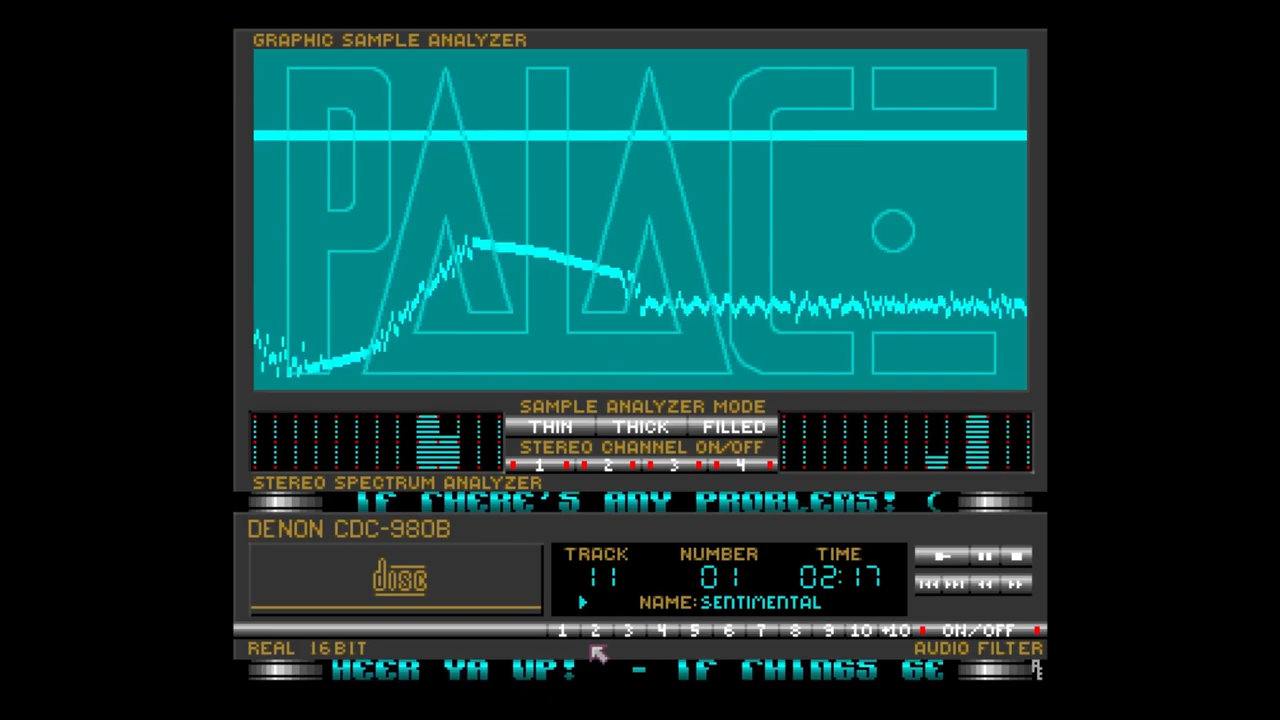 GRAPHIC SAMPLE ANALYZER
PALACE
SAMPLE ANALYZER MODE
THIN THICK FILLED
STEREO CHANNEL ON/OFF
1 2 3 4
STEREO SPECTRUM ANALYZER
IF THERE'S ANY PROBLEMS! (
DENON CDC-980B
disc
TRACK NUMBER TIME
11 01 02:17
NAME:SENTIMENTAL
1 2 3 4 5 6 7 8 9 10 +10 ON/OFF
REAL 16BIT AUDIO FILTER
HEER YA UP! - IF THINGS GE